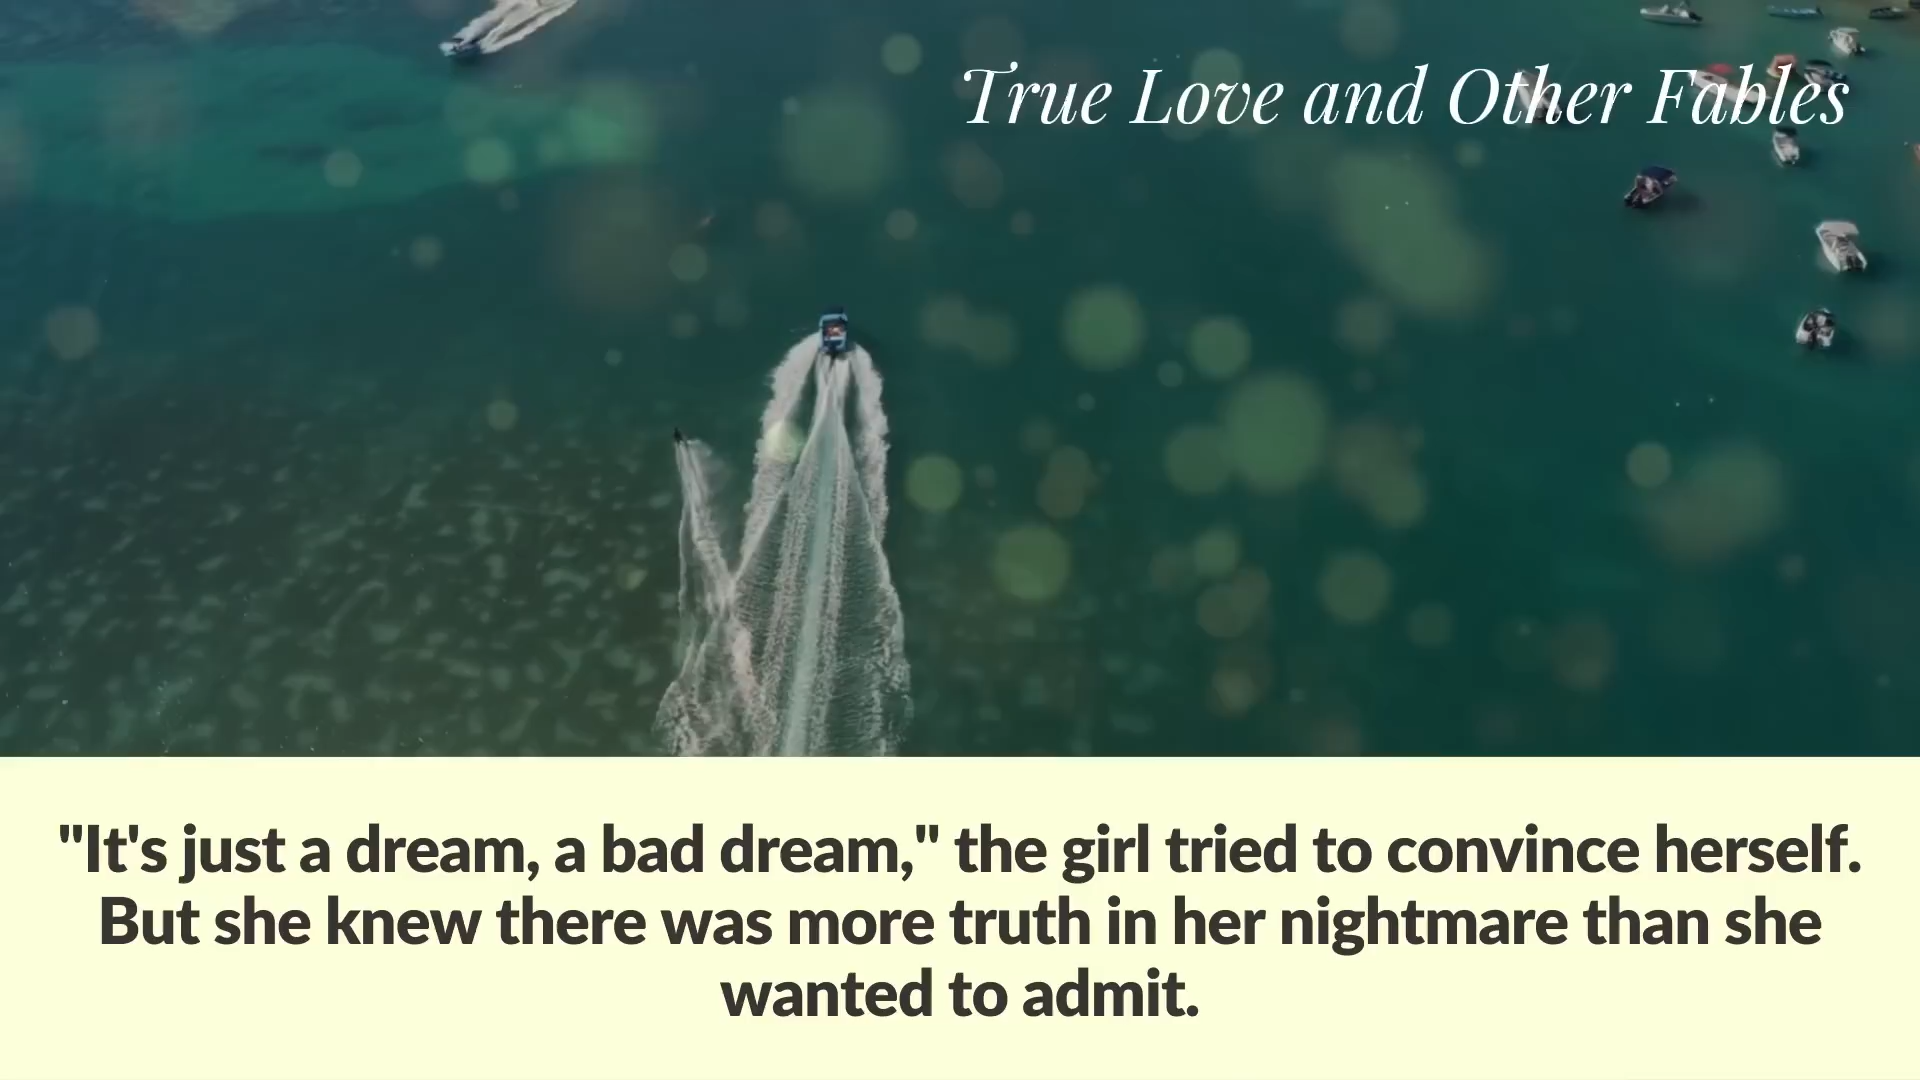 True Love and Other Fables
"It's just a dream, a bad dream," the girl tried to convince herself.
But she knew there was more truth in her nightmare than she
wanted to admit.